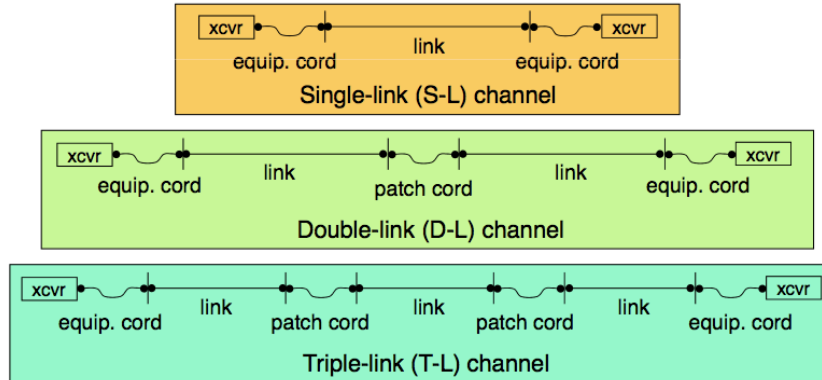 xcvr link xcvr
equip. cord equip. cord
Single-link (S-L) channel
xcvr xcvr
equip. cord link patch cord link equip. cord
Double-link (D-L) channel
xcvr xcvr
link link link
equip. cord patch cord patch cord equip. cord
Triple-link (T-L) channel